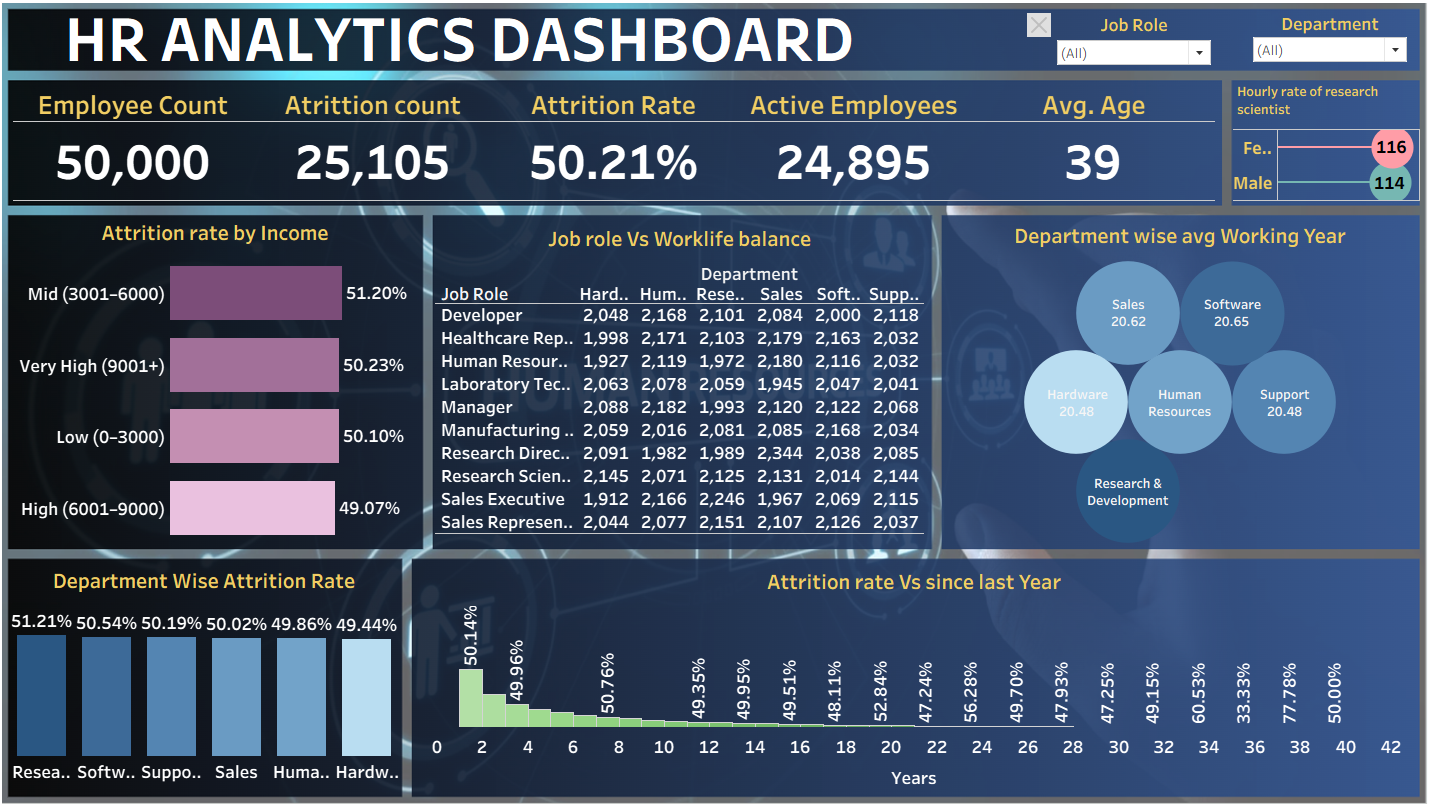 HR ANALYTICS DASHBOARD
Job Role
(All)
Department
(All)
Employee Count
50,000
Atrittion count
25,105
Attrition Rate
50.21%
Active Employees
24,895
Avg. Age
39
Hourly rate of research
scientist
Fe.. 116
Male 114
Attrition rate by Income
Mid (3001–6000) 51.20%
Very High (9001+) 50.23%
Low (0–3000) 50.10%
High (6001–9000) 49.07%
Job role Vs Worklife balance
Department
Job Role Hard.. Hum.. Rese.. Sales Soft.. Supp..
Developer 2,048 2,168 2,101 2,084 2,000 2,118
Healthcare Rep.. 1,998 2,171 2,103 2,179 2,163 2,032
Human Resour.. 1,927 2,119 1,972 2,180 2,116 2,032
Laboratory Tec.. 2,063 2,078 2,059 1,945 2,047 2,041
Manager 2,088 2,182 1,993 2,120 2,122 2,068
Manufacturing .. 2,059 2,016 2,081 2,085 2,168 2,034
Research Direc.. 2,091 1,982 1,989 2,344 2,038 2,085
Research Scien.. 2,145 2,071 2,125 2,131 2,014 2,144
Sales Executive 1,912 2,166 2,246 1,967 2,069 2,115
Sales Represen.. 2,044 2,077 2,151 2,107 2,126 2,037
Department wise avg Working Year
Sales
20.62
Software
20.65
Hardware
20.48
Human
Resources
Support
20.48
Research &
Development
Department Wise Attrition Rate
51.21% 50.54% 50.19% 50.02% 49.86% 49.44%
Resea.. Softw.. Suppo.. Sales Huma.. Hardw..
Attrition rate Vs since last Year
50.14% 49.96% 50.76% 49.35% 49.95% 49.51% 48.11% 52.84% 47.24% 56.28% 49.70% 47.93% 47.25% 49.15% 60.53% 33.33% 77.78% 50.00%
0 2 4 6 8 10 12 14 16 18 20 22 24 26 28 30 32 34 36 38 40 42
Years